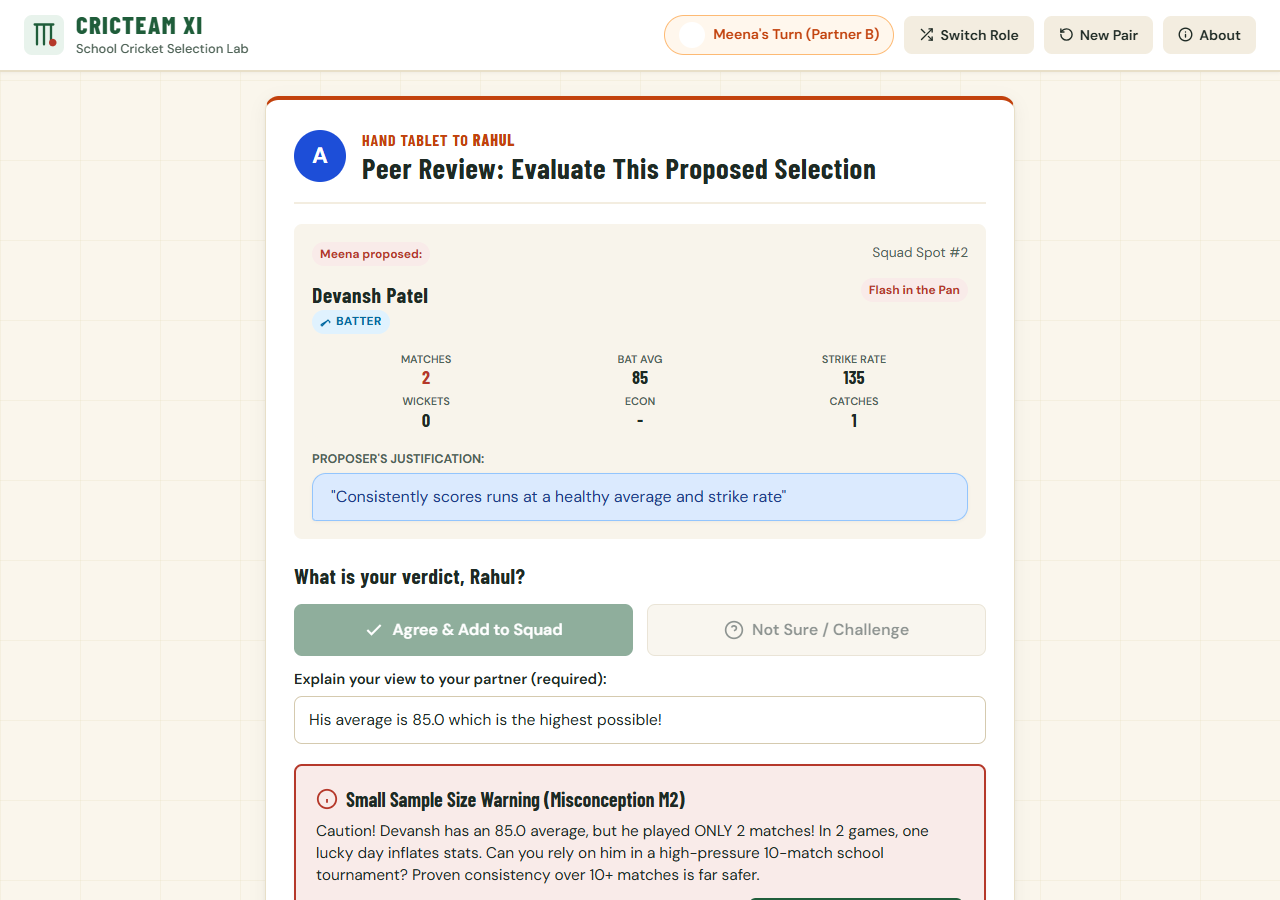 CRICTEAM XI
School Cricket Selection Lab
Meena's Turn (Partner B)
Switch Role
New Pair
About
A
HAND TABLET TO RAHUL
Peer Review: Evaluate This Proposed Selection
Meena proposed:
Squad Spot #2
Devansh Patel
Flash in the Pan
BATTER
MATCHES
2
BAT AVG
85
STRIKE RATE
135
WICKETS
0
ECON
-
CATCHES
1
PROPOSER'S JUSTIFICATION:
"Consistently scores runs at a healthy average and strike rate"
What is your verdict, Rahul?
Agree & Add to Squad
Not Sure / Challenge
Explain your view to your partner (required):
His average is 85.0 which is the highest possible!
Small Sample Size Warning (Misconception M2)
Caution! Devansh has an 85.0 average, but he played ONLY 2 matches! In 2 games, one
lucky day inflates stats. Can you rely on him in a high-pressure 10-match school
tournament? Proven consistency over 10+ matches is far safer.